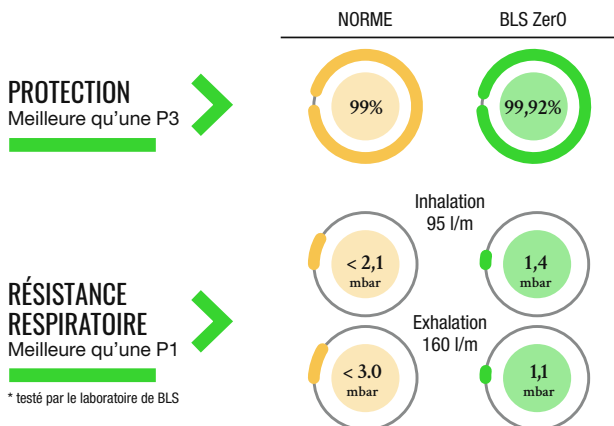 NORME
BLS Zer0
PROTECTION
Meilleure qu'une P3
99%
99,92%
Inhalation
95 l/m
< 2,1
mbar
1,4
mbar
RÉSISTANCE
RESPIRATOIRE
Meilleure qu'une P1
Exhalation
160 l/m
< 3.0
mbar
1,1
mbar
* testé par le laboratoire de BLS